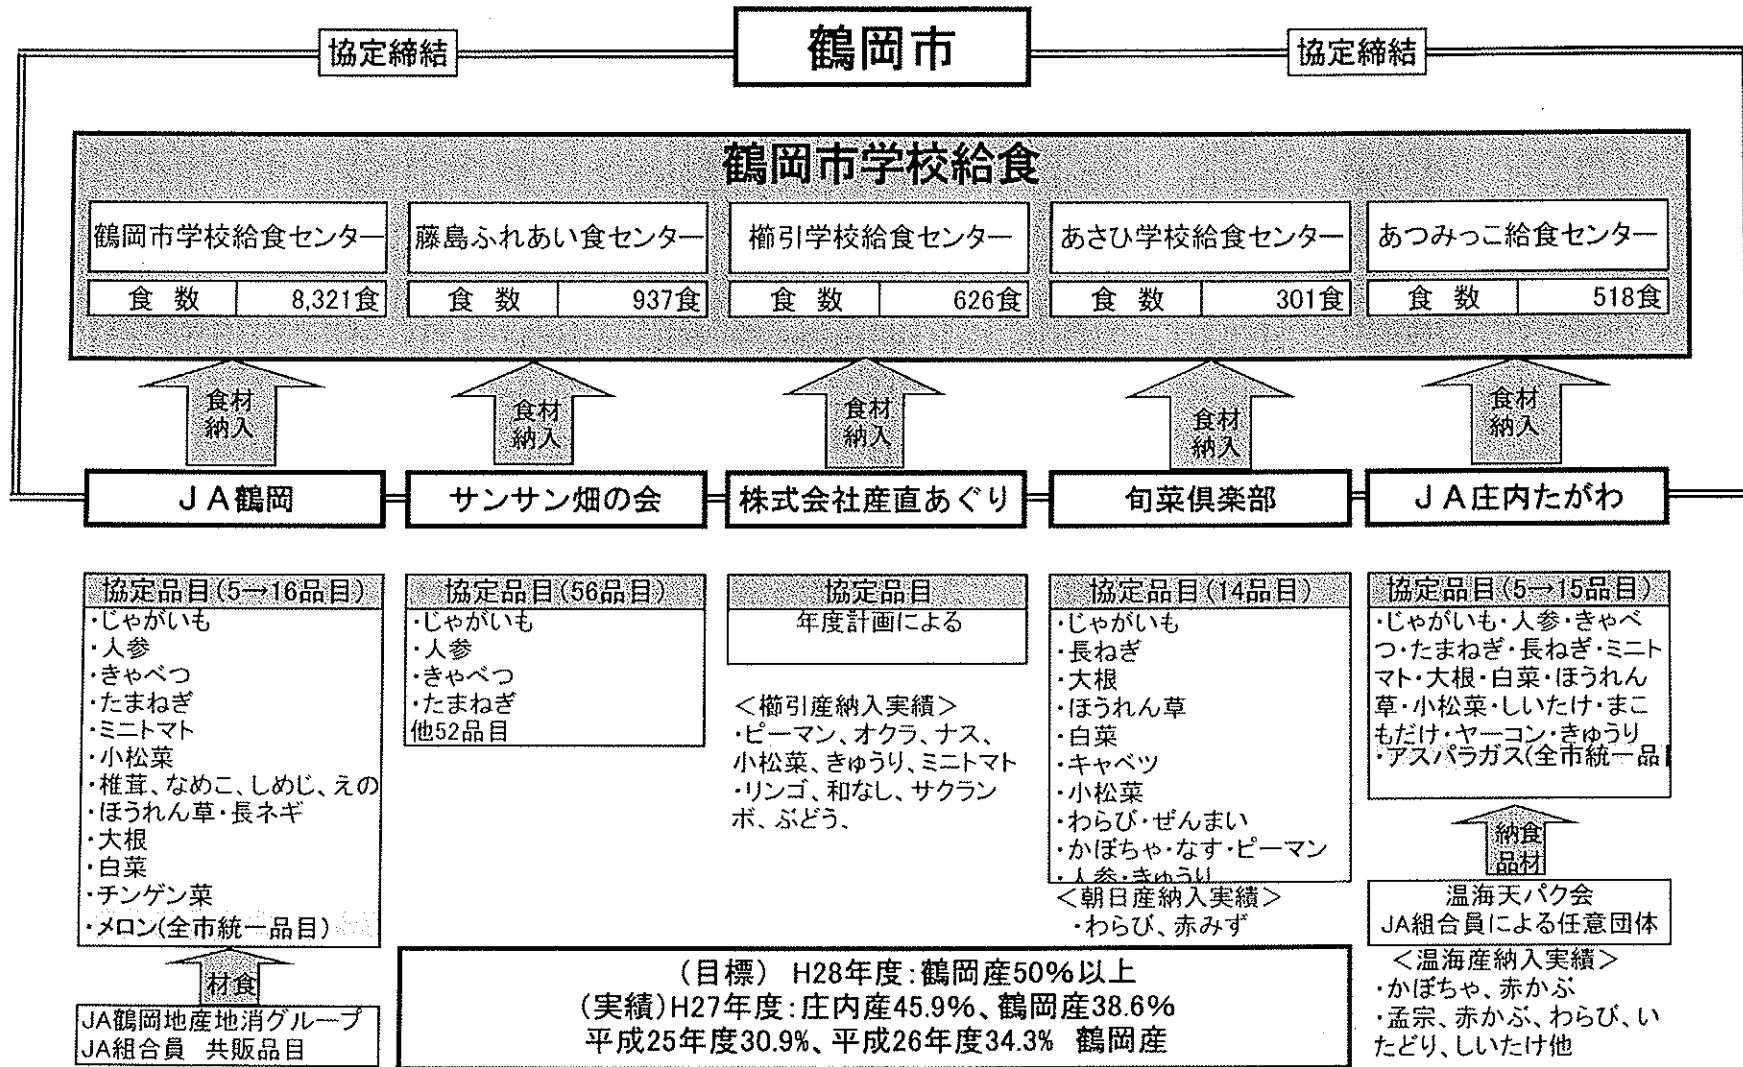 鶴岡市
協定締結
協定締結
鶴岡市学校給食
鶴岡市学校給食センター
食 数 8,321食
藤島ふれあい食センター
食 数 937食
櫛引学校給食センター
食 数 626食
あさひ学校給食センター
食 数 301食
あつみっこ給食センター
食 数 518食
食材
納入
食材
納入
食材
納入
食材
納入
食材
納入
JA鶴岡
サンサン畑の会
株式会社産直あぐり
旬菜倶楽部
JA庄内たがわ
協定品目(5→16品目)
・じゃがいも
・人参
・きゃべつ
・たまねぎ
・ミニトマト
・小松菜
・椎茸、なめこ、しめじ、えの
・ほうれん草・長ネギ
・大根
・白菜
・チンゲン菜
・メロン(全市統一品目)
材食
JA鶴岡地産地消グループ
JA組合員 共販品目
協定品目(56品目)
・じゃがいも
・人参
・きゃべつ
・たまねぎ
他52品目
協定品目
年度計画による
<櫛引産納入実績>
・ピーマン、オクラ、ナス、
小松菜、きゅうり、ミニトマト
・リンゴ、和なし、サクラン
ボ、ぶどう、
協定品目(14品目)
・じゃがいも
・長ねぎ
・大根
・ほうれん草
・白菜
・キャベツ
・小松菜
・わらび・ぜんまい
・かぼちゃ・なす・ピーマン
・人参・きゅうり
<朝日産納入実績>
・わらび、赤みず
協定品目(5→15品目)
・じゃがいも・人参・きゃべ
つ・たまねぎ・長ねぎ・ミニト
マト・大根・白菜・ほうれん
草・小松菜・しいたけ・まこ
もだけ・ヤーコン・きゅうり
・アスパラガス(全市統一品
納食
品材
温海天パク会
JA組合員による任意団体
<温海産納入実績>
・かぼちゃ、赤かぶ
・孟宗、赤かぶ、わらび、い
たどり、しいたけ他
(目標) H28年度:鶴岡産50%以上
(実績)H27年度:庄内産45.9%、鶴岡産38.6%
平成25年度30.9%、平成26年度34.3% 鶴岡産